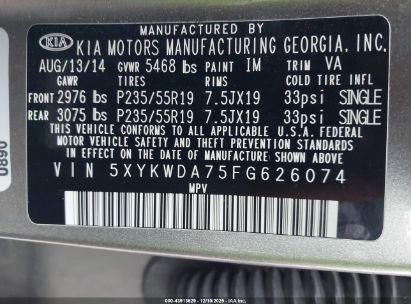 KIA KIA MOTORS MANUFACTURING GEORGIA, INC.
AUG/13/14 GVWR 5468 lbs PAINT IM TRIM VA
GAWR TIRES RIMS COLD TIRE INFL
FRONT 2976 lbs P235/55R19 7.5JX19 33psi SINGLE
REAR 3075 lbs P235/55R19 7.5JX19 33psi SINGLE
THIS VEHICLE CONFORMS TO ALL APPLICABLE FEDERAL MOTOR
VEHICLE SAFETY AND THEFT PREVENTION STANDARDS IN EFFECT
ON THE DATE OF MANUFACTURE SHOWN ABOVE.
VIN 5XYKWDA75FG626074
MPV
0890